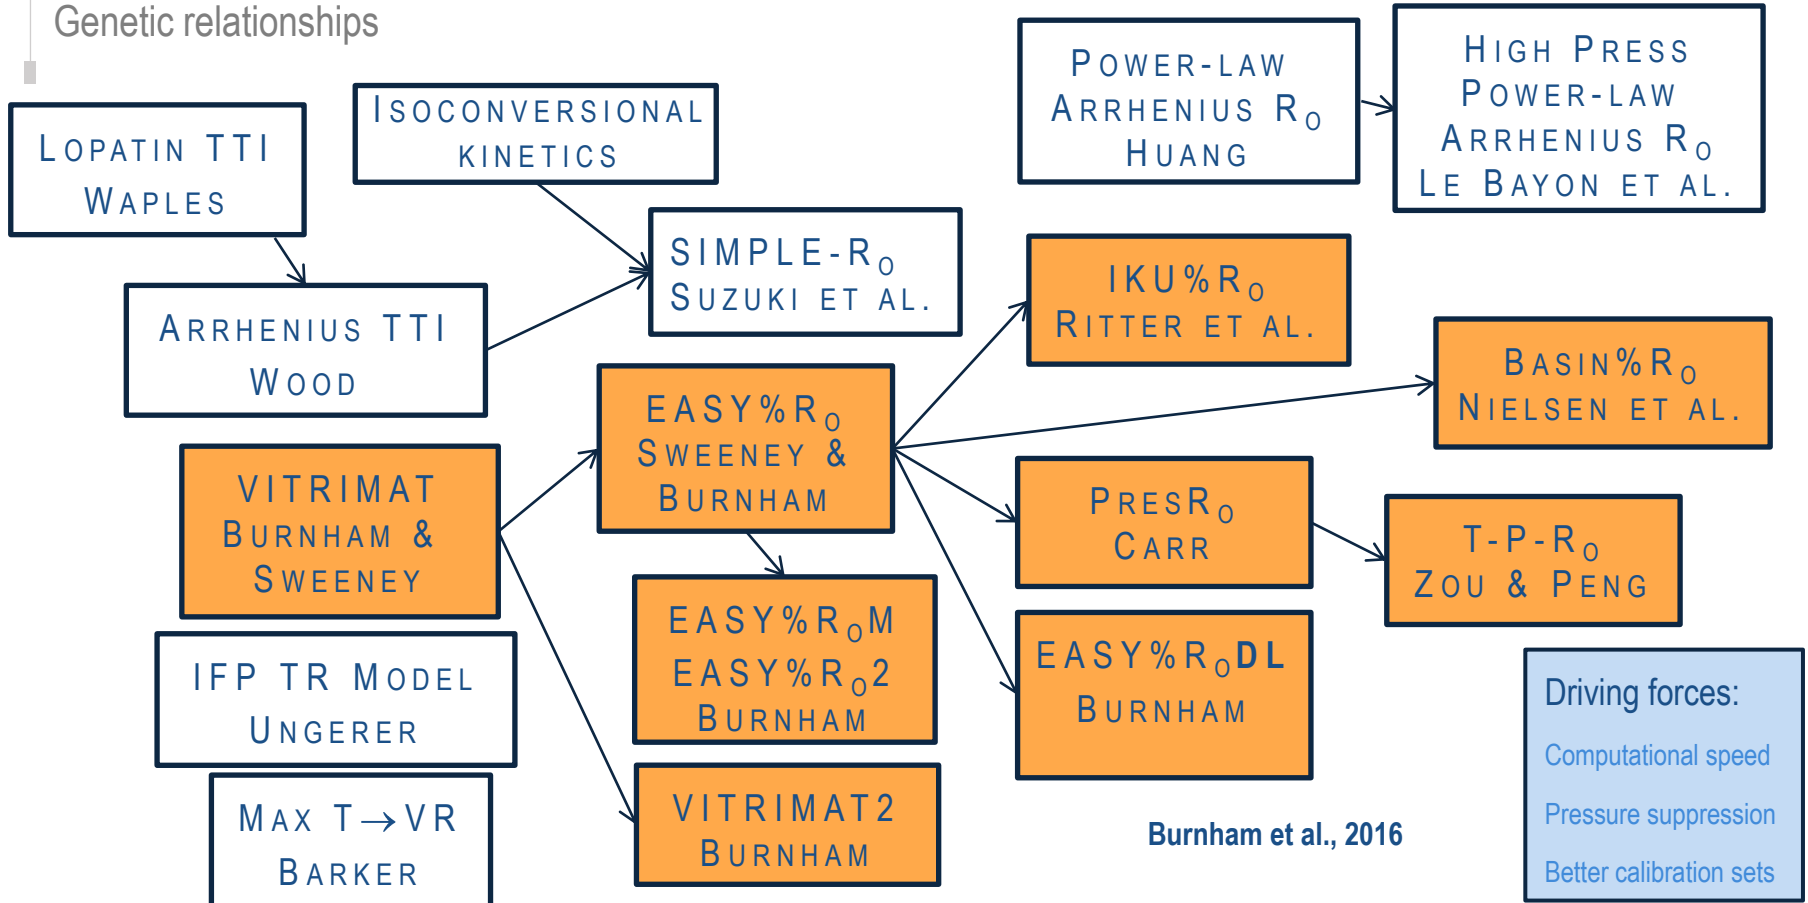 Genetic relationships
LOPATIN TTI
WAPLES
ISOCONVERSIONAL
KINETICS
POWER-LAW
ARRHENIUS RO
HUANG
HIGH PRESS
POWER-LAW
ARRHENIUS RO
LE BAYON ET AL.
ARRHENIUS TTI
WOOD
SIMPLE-RO
SUZUKI ET AL.
IKU%RO
RITTER ET AL.
BASIN%RO
NIELSEN ET AL.
VITRIMAT
BURNHAM &
SWEENEY
EASY%RO
SWEENEY &
BURNHAM
PRESRO
CARR
T-P-RO
ZOU & PENG
IFP TR MODEL
UNGERER
EASY%ROM
EASY%RO2
BURNHAM
EASY%RODL
BURNHAM
MAX T→VR
BARKER
VITRIMAT2
BURNHAM
Burnham et al., 2016
Driving forces:
Computational speed
Pressure suppression
Better calibration sets